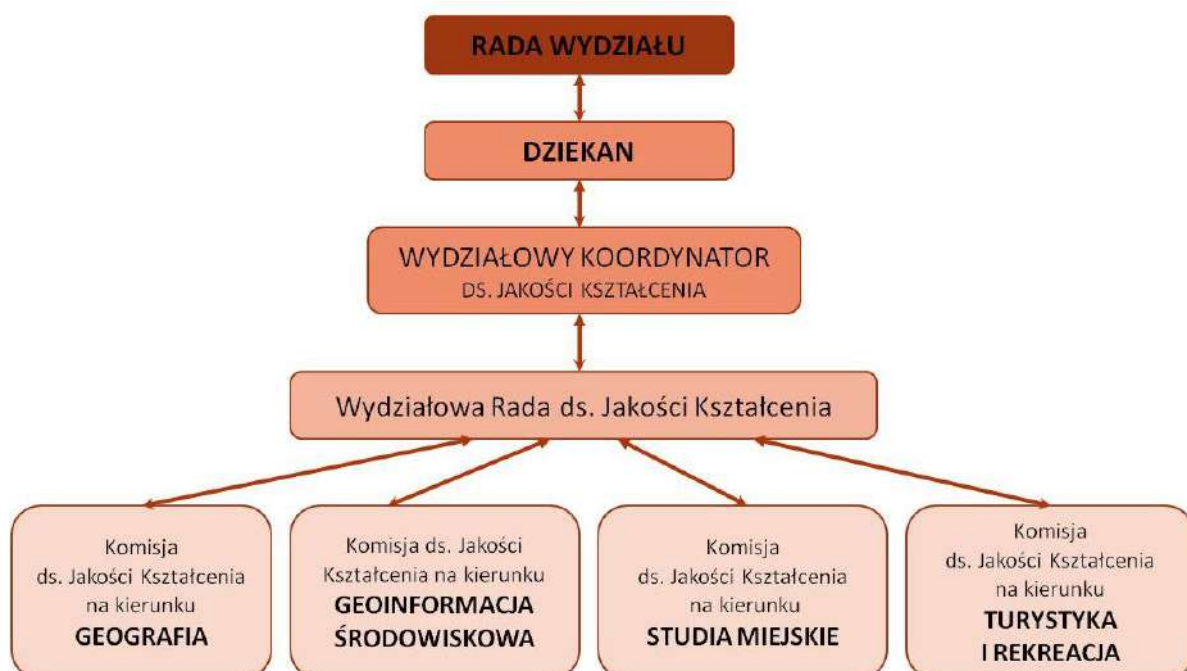 RADA WYDZIAŁU
DZIEKAN
WYDZIAŁOWY KOORDYNATOR
DS. JAKOŚCI KSZTAŁCENIA
Wydziałowa Rada ds. Jakości Kształcenia
Komisja
ds. Jakości Kształcenia
na kierunku
GEOGRAFIA
Komisja ds. Jakości
Kształcenia na kierunku
GEOINFORMACJA
ŚRODOWISKOWA
Komisja
ds. Jakości Kształcenia
na kierunku
STUDIA MIEJSKIE
Komisja
ds. Jakości Kształcenia
na kierunku
TURYSTYKA
I REKREACJA